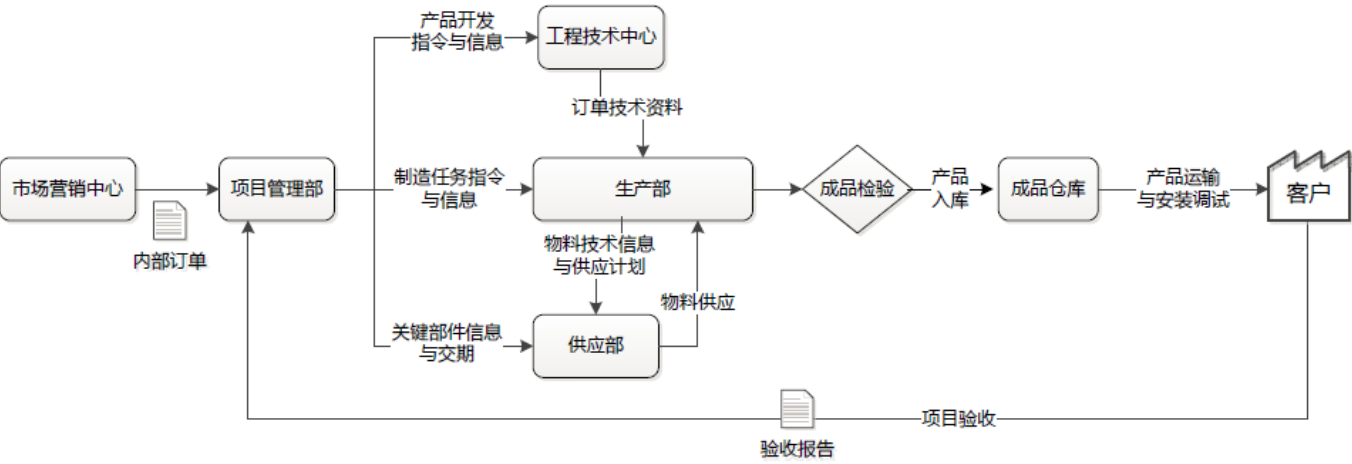 产品开发
指令与信息
工程技术中心
订单技术资料
市场营销中心
项目管理部
制造任务指令
与信息
生产部
成品检验
产品
入库
成品仓库
产品运输
与安装调试
客户
内部订单
物料技术信息
与供应计划
物料供应
关键部件信息
与交期
供应部
项目验收
验收报告